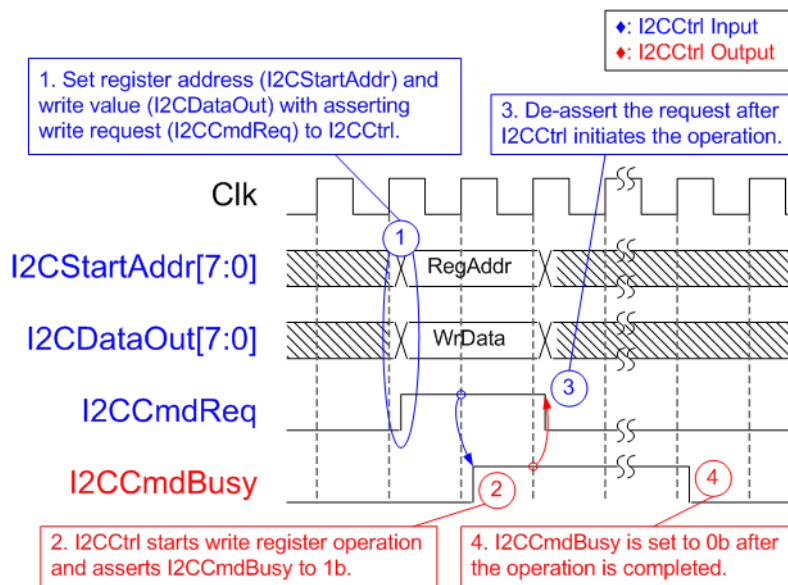 ♦: I2CCtrl Input
♦: I2CCtrl Output
1. Set register address (I2CStartAddr) and
write value (I2CDataOut) with asserting
write request (I2CCmdReq) to I2CCtrl.
3. De-assert the request after
I2CCtrl initiates the operation.
Clk
1
I2CStartAddr[7:0]
RegAddr
I2CDataOut[7:0]
WrData
I2CCmdReq
3
I2CCmdBusy
2
4
2. I2CCtrl starts write register operation
and asserts I2CCmdBusy to 1b.
4. I2CCmdBusy is set to 0b after
the operation is completed.